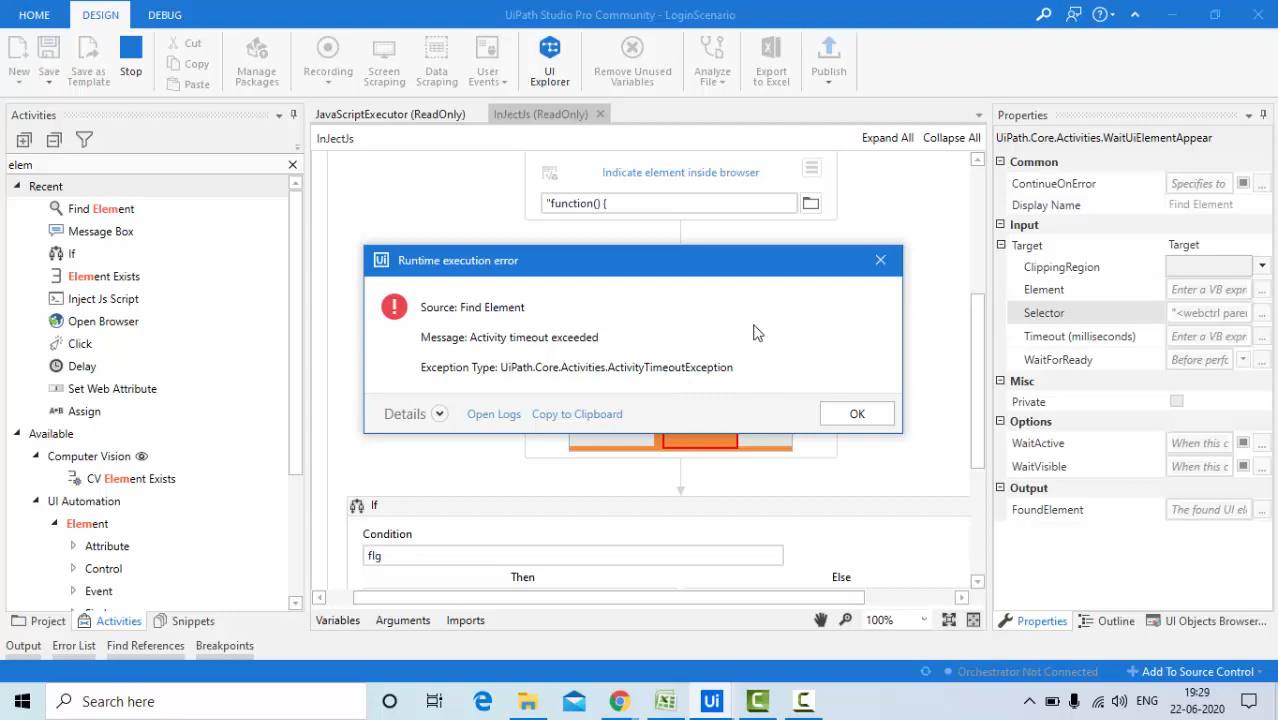 HOME DESIGN DEBUG UiPath Studio Pro Community - LoginScenario
New Save Save as Template Stop Cut Copy Paste Manage Packages Recording Screen Scraping Data Scraping User Events UI Explorer Remove Unused Variables Analyze File Export to Excel Publish
Activities
elem
Recent
Find Element
Message Box
If
Element Exists
Inject Js Script
Open Browser
Click
Delay
Set Web Attribute
A*B Assign
Available
Computer Vision
CV Element Exists
UI Automation
Element
Attribute
Control
Event
Project Activities Snippets
JavaScriptExecutor (ReadOnly) InJectJs (ReadOnly)
InJectJs Expand All Collapse All
Indicate element inside browser
"function() {
Ui Runtime execution error
Source: Find Element
Message: Activity timeout exceeded
Exception Type: UiPath.Core.Activities.ActivityTimeoutException
Details Open Logs Copy to Clipboard OK
If
Condition
flg
Then Else
Variables Arguments Imports 100%
Properties
UiPath.Core.Activities.WaitUiElementAppear
Common
ContinueOnError Specifies to ...
Display Name Find Element
Input
Target Target
ClippingRegion
Element Enter a VB expr ...
Selector "<webctrl parer ...
Timeout (milliseconds) Enter a VB expr ...
WaitForReady Before perfc ...
Misc
Private
Options
WaitActive When this c ...
WaitVisible When this c ...
Output
FoundElement The found UI el ...
Properties Outline UI Objects Browser...
Output Error List Find References Breakpoints
Orchestrator Not Connected Add To Source Control
Type here to search